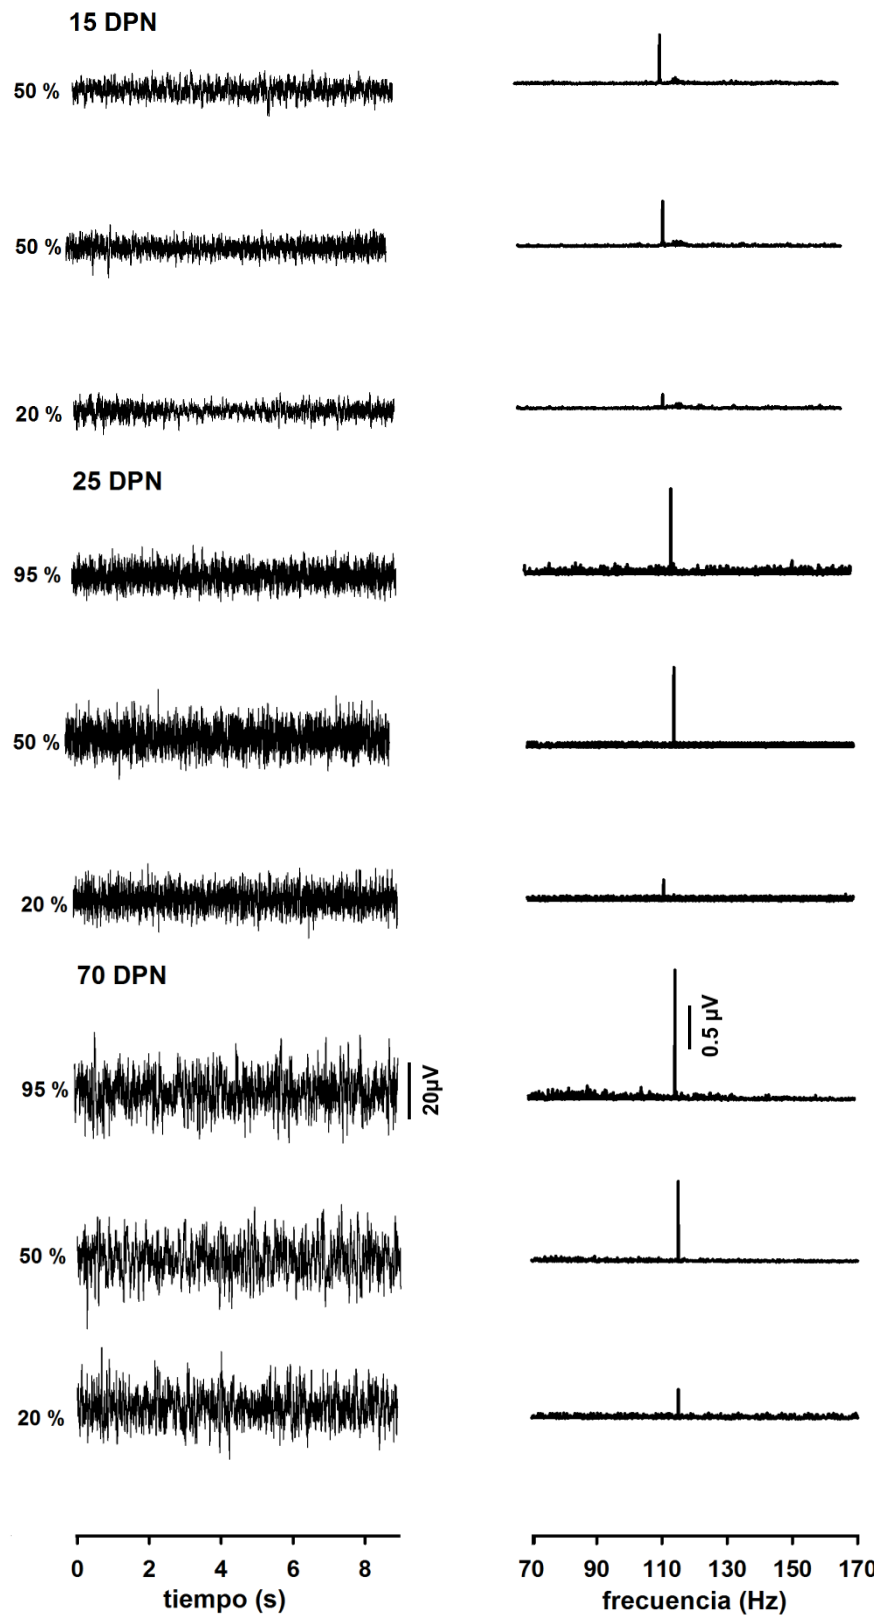 15 DPN
50 %
50 %
20 %
25 DPN
95 %
50 %
20 %
70 DPN
95 %
20µV
0.5 µV
50 %
20 %
0 2 4 6 8
tiempo (s)
70 90 110 130 150 170
frecuencia (Hz)